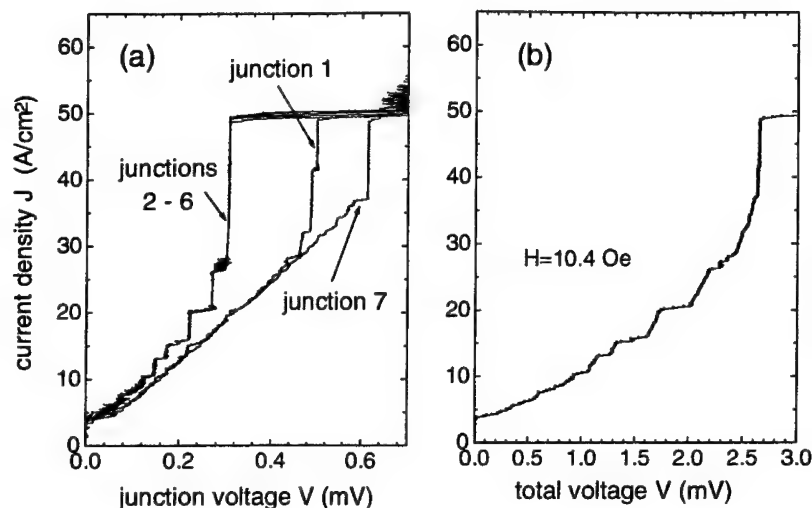 (a)
junction 1
junctions
2 - 6
junction 7
current density J (A/cm²)
60
50
40
30
20
10
0
0.0 0.2 0.4 0.6
junction voltage V (mV)
(b)
H=10.4 Oe
60
50
40
30
20
10
0
0.0 0.5 1.0 1.5 2.0 2.5 3.0
total voltage V (mV)